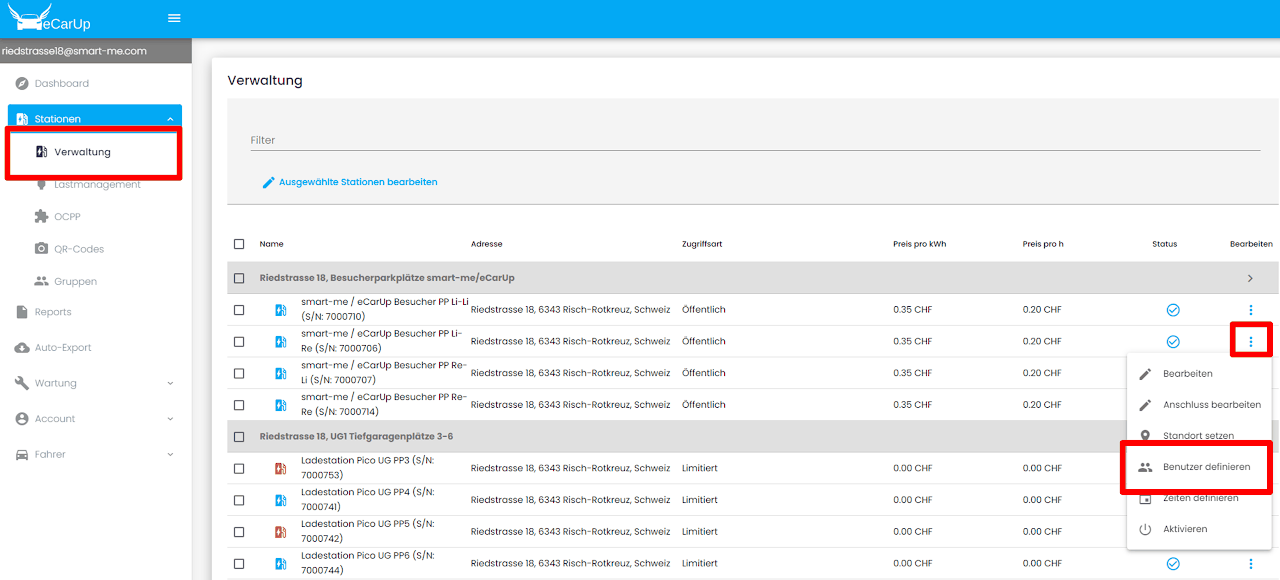 eCarUp
riedstrasse18@smart-me.com
Dashboard
Stationen
Verwaltung
Lastmanagement
OCPP
QR-Codes
Gruppen
Reports
Auto-Export
Wartung
Account
Fahrer
Verwaltung
Filter
Ausgewählte Stationen bearbeiten
Name Adresse Zugriffsart Preis pro kWh Preis pro h Status Bearbeiten
Riedstrasse 18, Besucherparkplätze smart-me/eCarUp
smart-me / eCarUp Besucher PP Li-Li
(S/N: 7000710) Riedstrasse 18, 6343 Risch-Rotkreuz, Schweiz Öffentlich 0.35 CHF 0.20 CHF
smart-me / eCarUp Besucher PP Li-
Re (S/N: 7000706) Riedstrasse 18, 6343 Risch-Rotkreuz, Schweiz Öffentlich 0.35 CHF 0.20 CHF
smart-me / eCarUp Besucher PP Re-
Li (S/N: 7000707) Riedstrasse 18, 6343 Risch-Rotkreuz, Schweiz Öffentlich 0.35 CHF 0.20 CHF
smart-me / eCarUp Besucher PP Re-
Re (S/N: 7000714) Riedstrasse 18, 6343 Risch-Rotkreuz, Schweiz Öffentlich 0.35 CHF 0.20 CHF
Riedstrasse 18, UG1 Tiefgaragenplätze 3-6
Ladestation Pico UG PP3 (S/N:
7000753) Riedstrasse 18, 6343 Risch-Rotkreuz, Schweiz Limitiert 0.00 CHF 0.00 CHF
Ladestation Pico UG PP4 (S/N:
7000741) Riedstrasse 18, 6343 Risch-Rotkreuz, Schweiz Limitiert 0.00 CHF 0.00 CHF
Ladestation Pico UG PP5 (S/N:
7000742) Riedstrasse 18, 6343 Risch-Rotkreuz, Schweiz Limitiert 0.00 CHF 0.00 CHF
Ladestation Pico UG PP6 (S/N:
7000744) Riedstrasse 18, 6343 Risch-Rotkreuz, Schweiz Limitiert 0.00 CHF 0.00 CHF
Bearbeiten
Anschluss bearbeiten
Standort setzen
Benutzer definieren
Zeiten definieren
Aktivieren